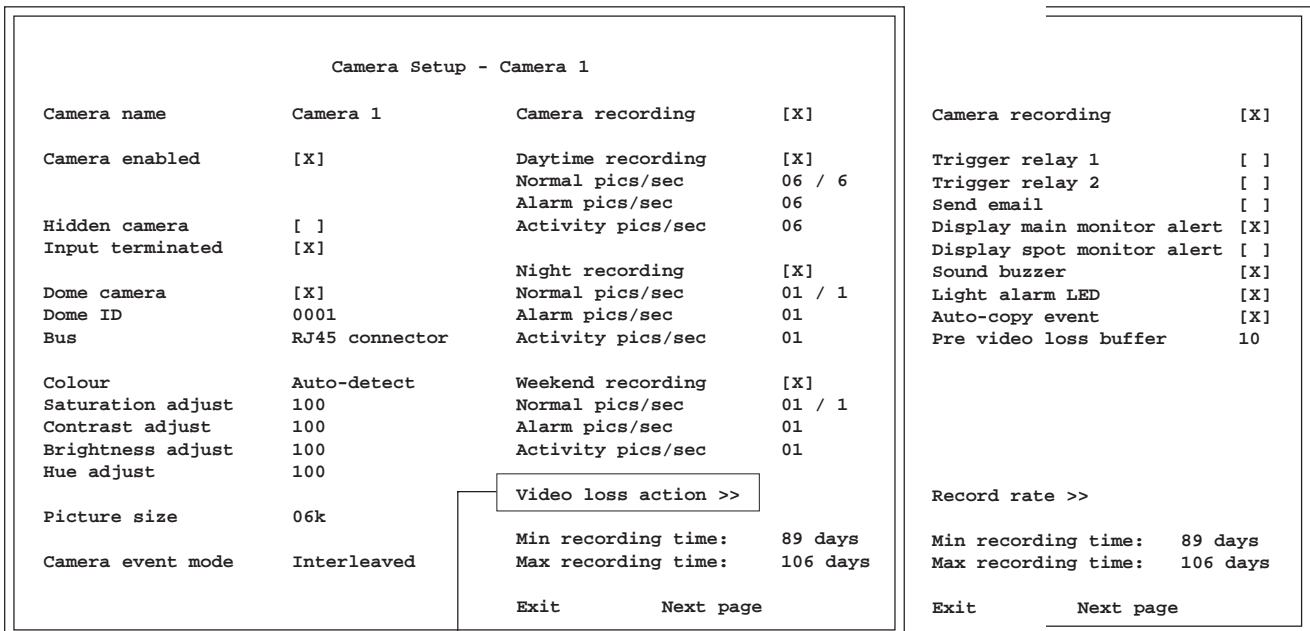 Camera Setup - Camera 1
Camera name Camera 1 Camera recording [X]
Camera enabled [X] Daytime recording [X]
Normal pics/sec 06 / 6
Alarm pics/sec 06
Hidden camera [ ] Activity pics/sec 06
Input terminated [X]
Night recording [X]
Dome camera [X] Normal pics/sec 01 / 1
Dome ID 0001 Alarm pics/sec 01
Bus RJ45 connector Activity pics/sec 01
Colour Auto-detect Weekend recording [X]
Saturation adjust 100 Normal pics/sec 01 / 1
Contrast adjust 100 Alarm pics/sec 01
Brightness adjust 100 Activity pics/sec 01
Hue adjust 100
Video loss action >>
Picture size 06k
Min recording time: 89 days
Camera event mode Interleaved Max recording time: 106 days
Exit Next page
Camera recording [X]
Trigger relay 1 [ ]
Trigger relay 2 [ ]
Send email [ ]
Display main monitor alert [X]
Display spot monitor alert [ ]
Sound buzzer [X]
Light alarm LED [X]
Auto-copy event [X]
Pre video loss buffer 10
Record rate >>
Min recording time: 89 days
Max recording time: 106 days
Exit Next page